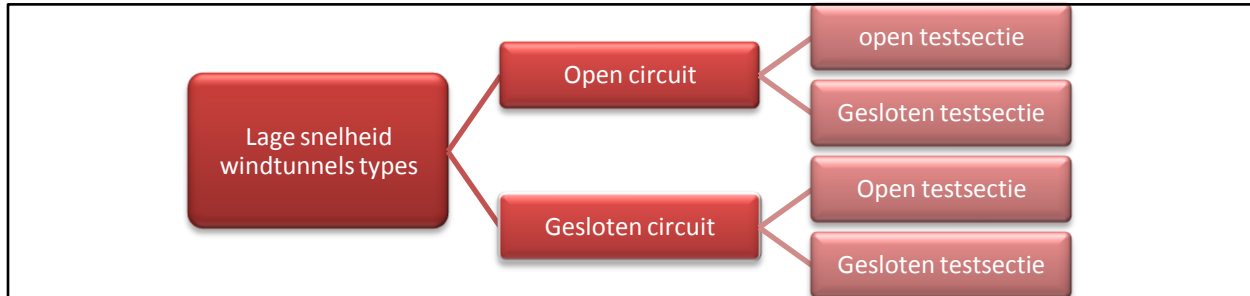 Lage snelheid
windtunnels types
Open circuit
open testsectie
Gesloten testsectie
Gesloten circuit
Open testsectie
Gesloten testsectie